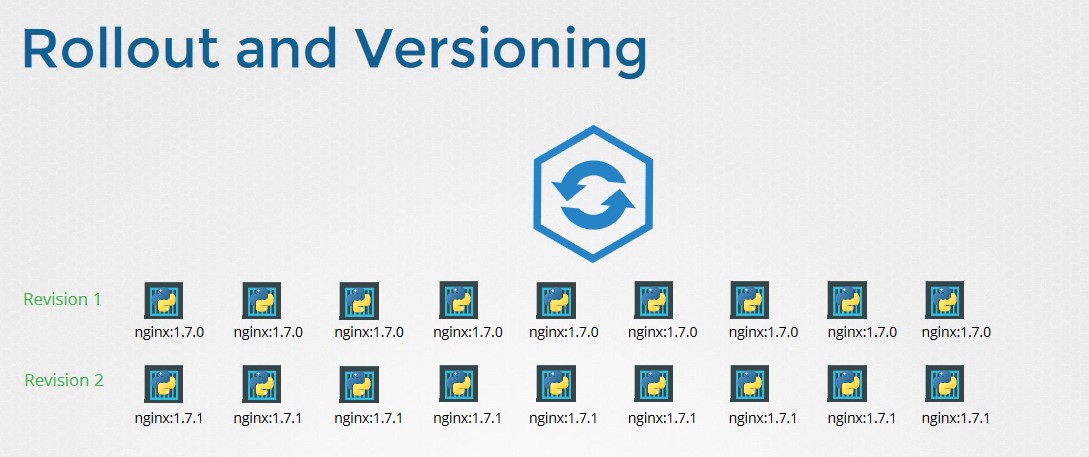 Rollout and Versioning
Revision 1
nginx:1.7.0 nginx:1.7.0 nginx:1.7.0 nginx:1.7.0 nginx:1.7.0 nginx:1.7.0 nginx:1.7.0 nginx:1.7.0 nginx:1.7.0
Revision 2
nginx:1.7.1 nginx:1.7.1 nginx:1.7.1 nginx:1.7.1 nginx:1.7.1 nginx:1.7.1 nginx:1.7.1 nginx:1.7.1 nginx:1.7.1